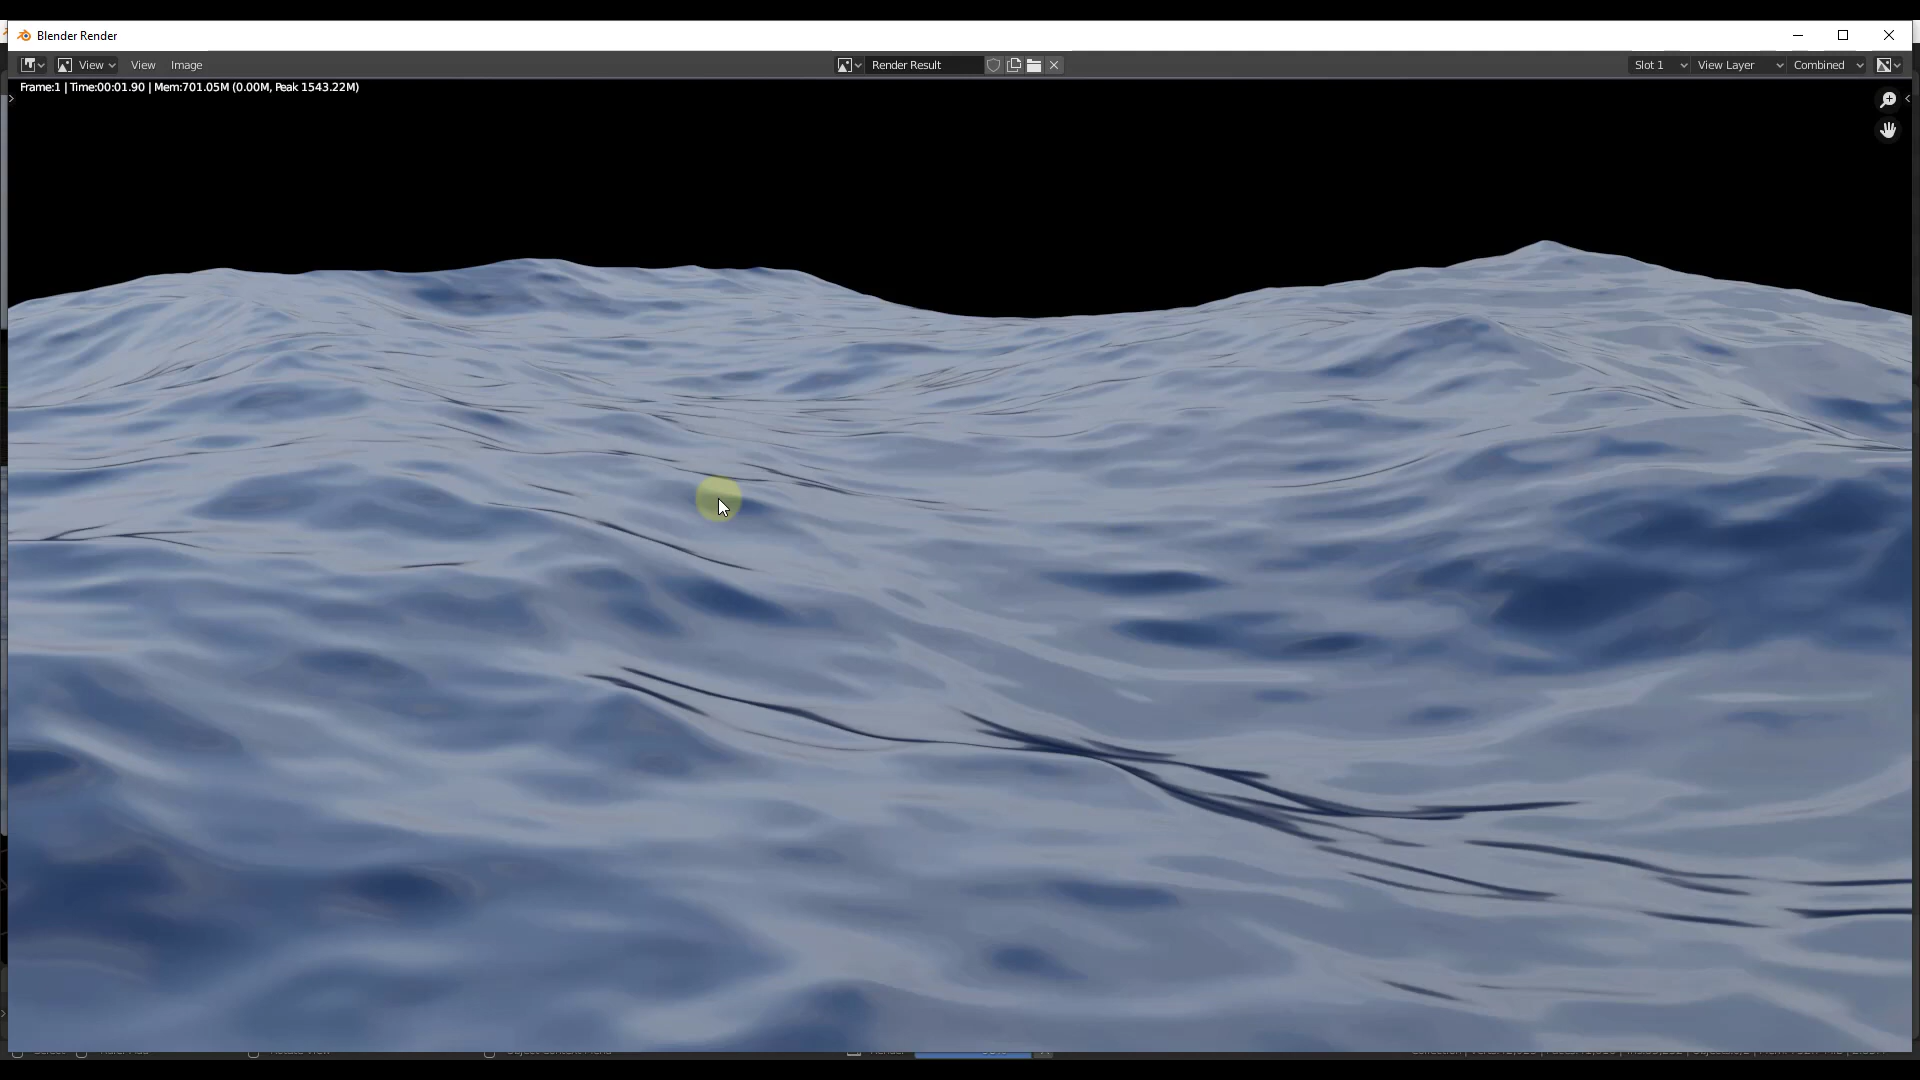 Blender Render
View View Image Render Result Slot 1 View Layer Combined
Frame:1 | Time:00:01.90 | Mem:701.05M (0.00M, Peak 1543.22M)